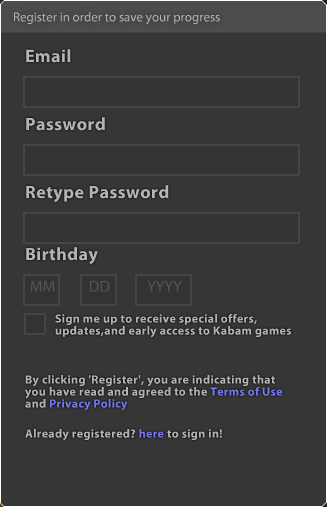 Register in order to save your progress
Email
Password
Retype Password
Birthday
MM DD YYYY
Sign me up to receive special offers,
updates,and early access to Kabam games
By clicking 'Register', you are indicating that
you have read and agreed to the Terms of Use
and Privacy Policy
Already registered? here to sign in!